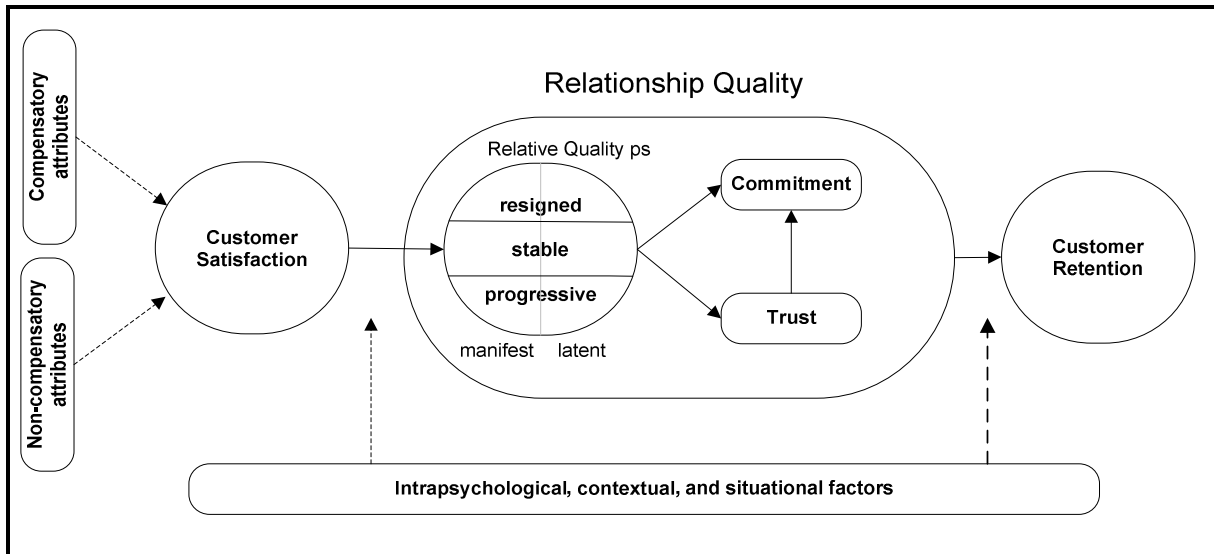 Compensatory
attributes
Non-compensatory
attributes
Customer
Satisfaction
Relationship Quality
Relative Quality ps
resigned
stable
progressive
manifest latent
Commitment
Trust
Customer
Retention
Intrapsychological, contextual, and situational factors